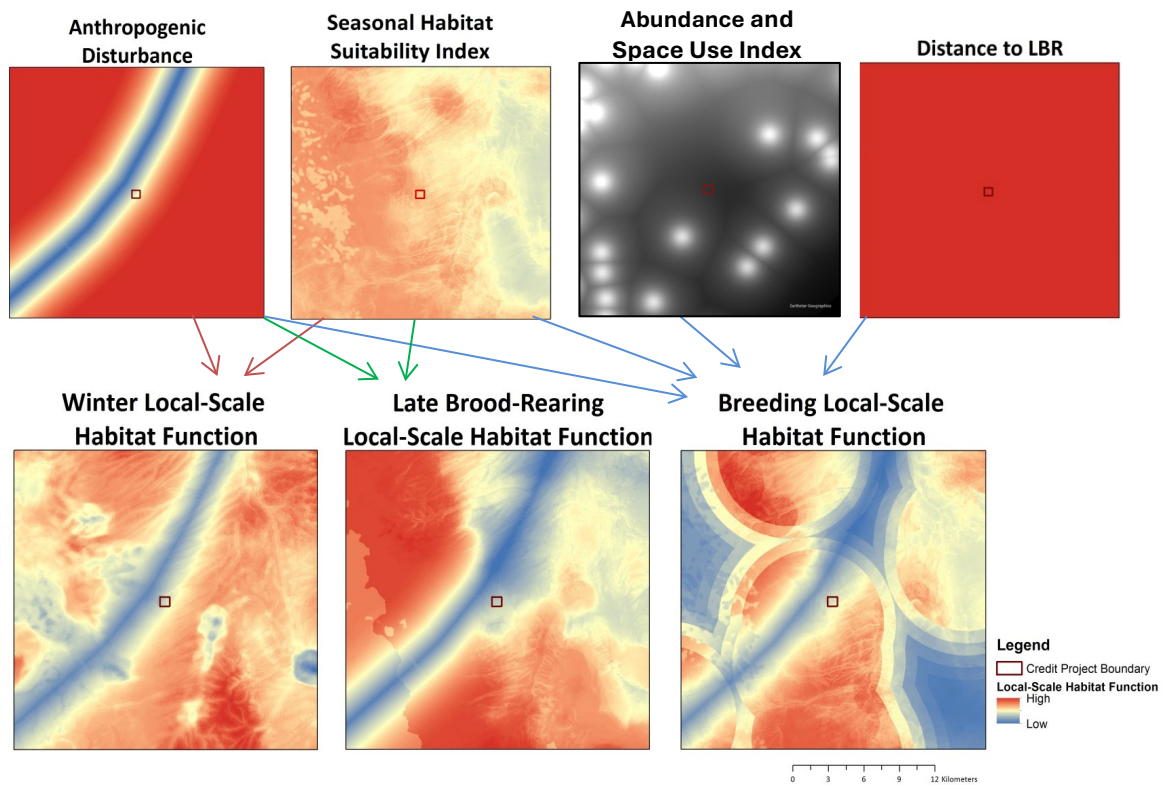 Anthropogenic
Disturbance
Seasonal Habitat
Suitability Index
Abundance and
Space Use Index
Distance to LBR
Earthstar Geographics
Winter Local-Scale
Habitat Function
Late Brood-Rearing
Local-Scale Habitat Function
Breeding Local-Scale
Habitat Function
Legend
Credit Project Boundary
Local-Scale Habitat Function
High
Low
0 3 6 9 12 Kilometers